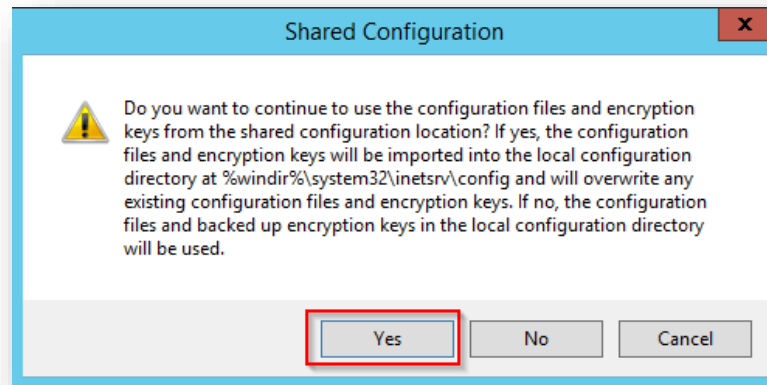 Shared Configuration
x
Do you want to continue to use the configuration files and encryption
keys from the shared configuration location? If yes, the configuration
files and encryption keys will be imported into the local configuration
directory at %windir%\system32\inetsrv\config and will overwrite any
existing configuration files and encryption keys. If no, the configuration
files and backed up encryption keys in the local configuration directory
will be used.
Yes
No
Cancel